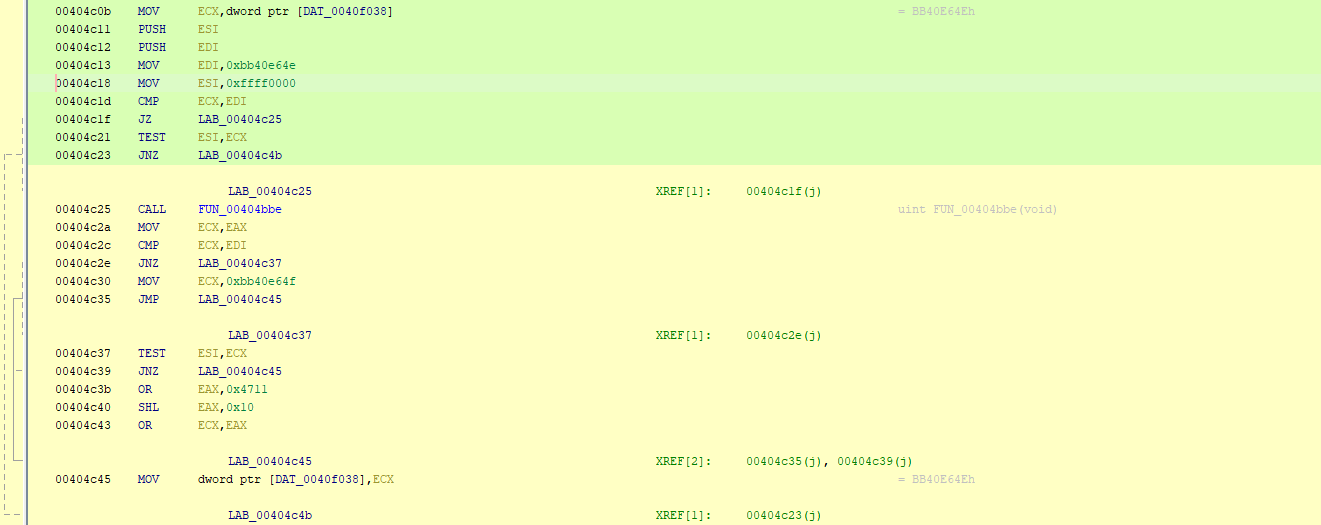 00404c0b MOV ECX,dword ptr [DAT_0040f038] = BB40E64Eh
00404c11 PUSH ESI
00404c12 PUSH EDI
00404c13 MOV EDI,0xbb40e64e
00404c18 MOV ESI,0xffff0000
00404c1d CMP ECX,EDI
00404c1f JZ LAB_00404c25
00404c21 TEST ESI,ECX
00404c23 JNZ LAB_00404c4b
LAB_00404c25 XREF[1]: 00404c1f(j)
00404c25 CALL FUN_00404bbe uint FUN_00404bbe(void)
00404c2a MOV ECX,EAX
00404c2c CMP ECX,EDI
00404c2e JNZ LAB_00404c37
00404c30 MOV ECX,0xbb40e64f
00404c35 JMP LAB_00404c45
LAB_00404c37 XREF[1]: 00404c2e(j)
00404c37 TEST ESI,ECX
00404c39 JNZ LAB_00404c45
00404c3b OR EAX,0x4711
00404c40 SHL EAX,0x10
00404c43 OR ECX,EAX
LAB_00404c45 XREF[2]: 00404c35(j), 00404c39(j)
00404c45 MOV dword ptr [DAT_0040f038],ECX = BB40E64Eh
LAB_00404c4b XREF[1]: 00404c23(j)